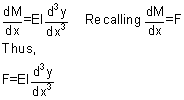 dM/dx=EI d³y/dx³ Recalling dM/dx=F
Thus,
F=EI d³y/dx³